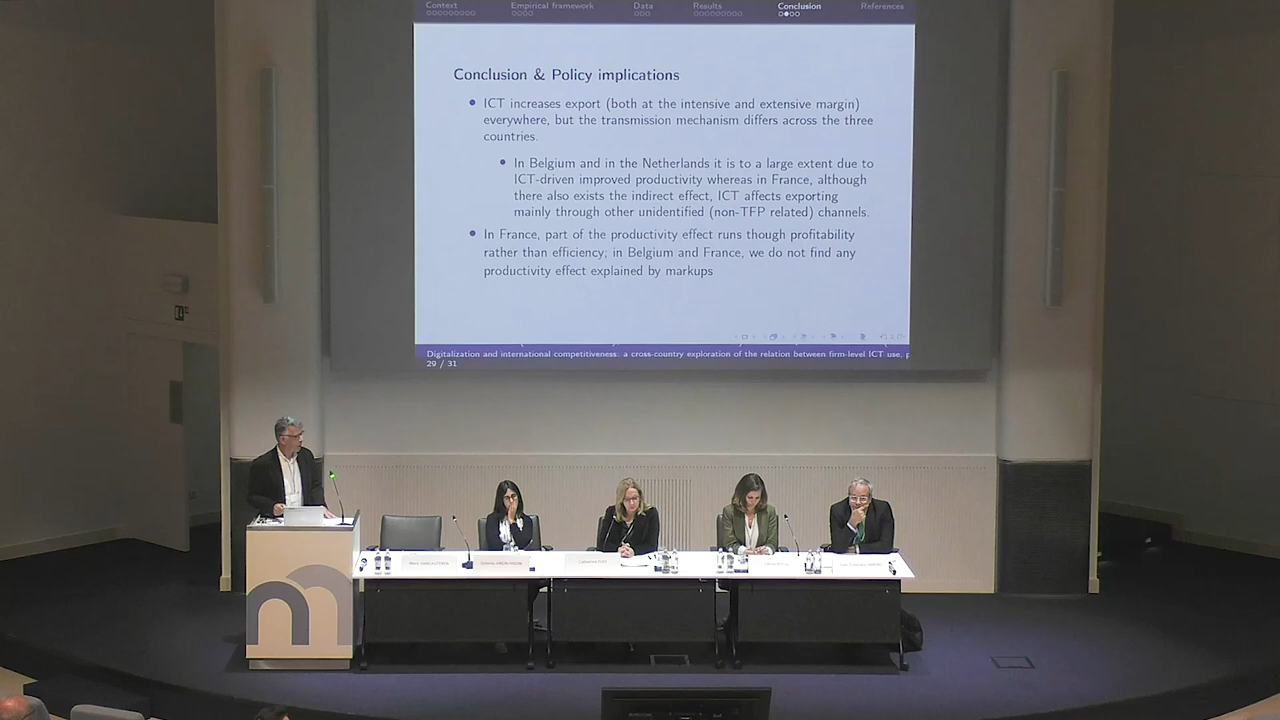 Context Empirical framework Data Results Conclusion References
Conclusion & Policy implications
ICT increases export (both at the intensive and extensive margin)
everywhere, but the transmission mechanism differs across the three
countries.
In Belgium and in the Netherlands it is to a large extent due to
ICT-driven improved productivity whereas in France, although
there also exists the indirect effect, ICT affects exporting
mainly through other unidentified (non-TFP related) channels.
In France, part of the productivity effect runs though profitability
rather than efficiency; in Belgium and France, we do not find any
productivity effect explained by markups
Digitalization and international competitiveness: a cross-country exploration of the relation between firm-level ICT use, p
29 / 31